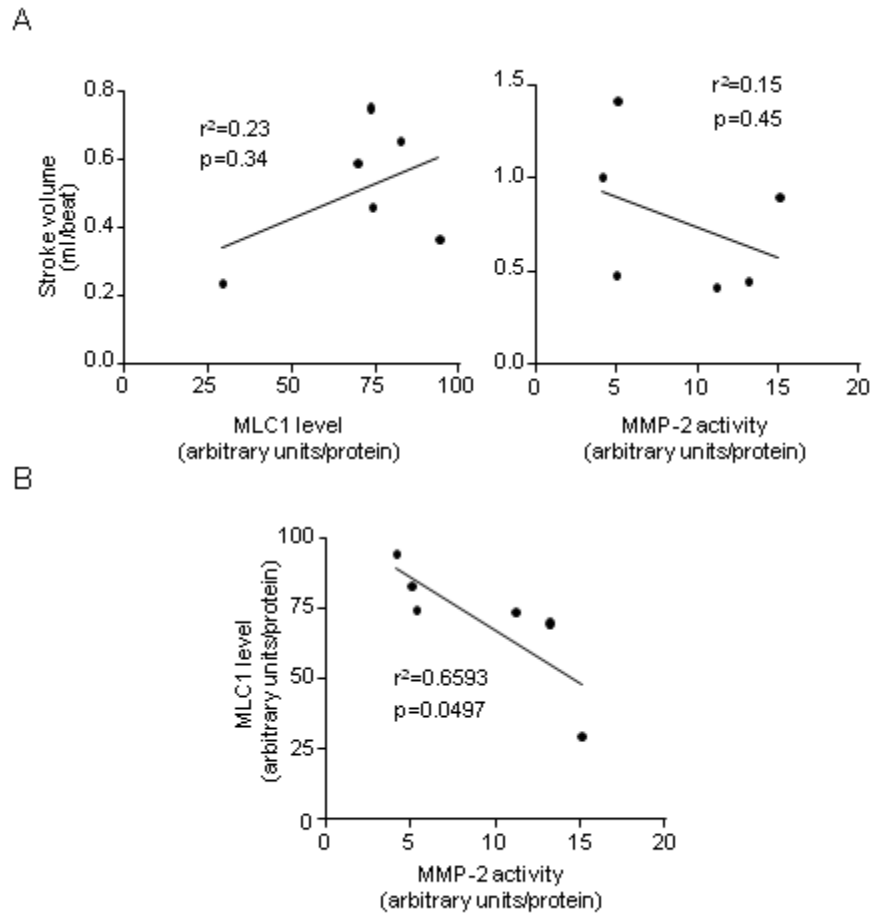 A
Stroke volume
(ml/beat)
0.8
0.6
0.4
0.2
0.0
r²=0.23
p=0.34
0 25 50 75 100
MLC1 level
(arbitrary units/protein)
1.5
1.0
0.5
0.0
r²=0.15
p=0.45
0 5 10 15 20
MMP-2 activity
(arbitrary units/protein)
B
MLC1 level
(arbitrary units/protein)
100
75
50
25
0
r²=0.6593
p=0.0497
0 5 10 15 20
MMP-2 activity
(arbitrary units/protein)